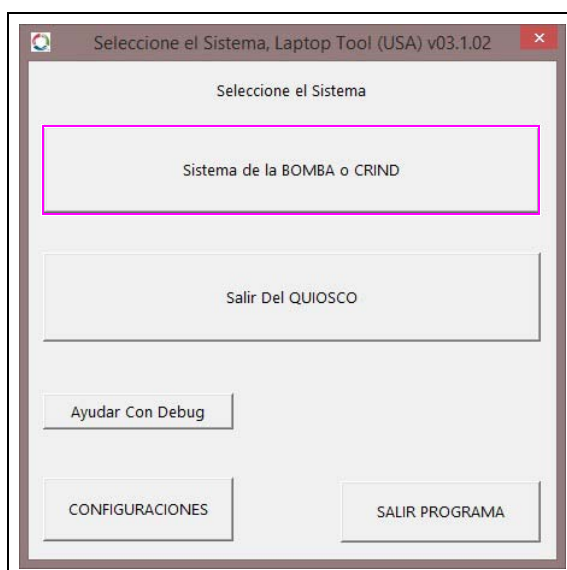 Seleccione el Sistema, Laptop Tool (USA) v03.1.02
Seleccione el Sistema
Sistema de la BOMBA o CRIND
Salir Del QUIOSCO
Ayudar Con Debug
CONFIGURACIONES
SALIR PROGRAMA